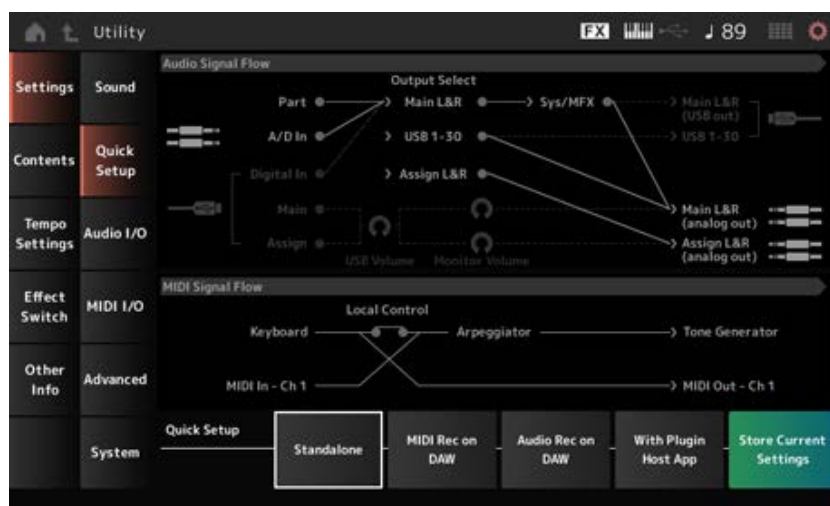 Utility
FX
♩ 89
Settings
Sound
Contents
Quick
Setup
Tempo
Settings
Audio I/O
Effect
Switch
MIDI I/O
Other
Info
Advanced
System
Audio Signal Flow
Output Select
Part
Main L&R
Sys/MFX
Main L&R
(USB out)
A/D In
USB 1-30
USB 1-30
Digital In
Assign L&R
Main
Main L&R
(analog out)
Assign
Assign L&R
(analog out)
USB Volume
Monitor Volume
MIDI Signal Flow
Local Control
Keyboard
Arpeggiator
Tone Generator
MIDI In - Ch 1
MIDI Out - Ch 1
Quick Setup
Standalone
MIDI Rec on
DAW
Audio Rec on
DAW
With Plugin
Host App
Store Current
Settings